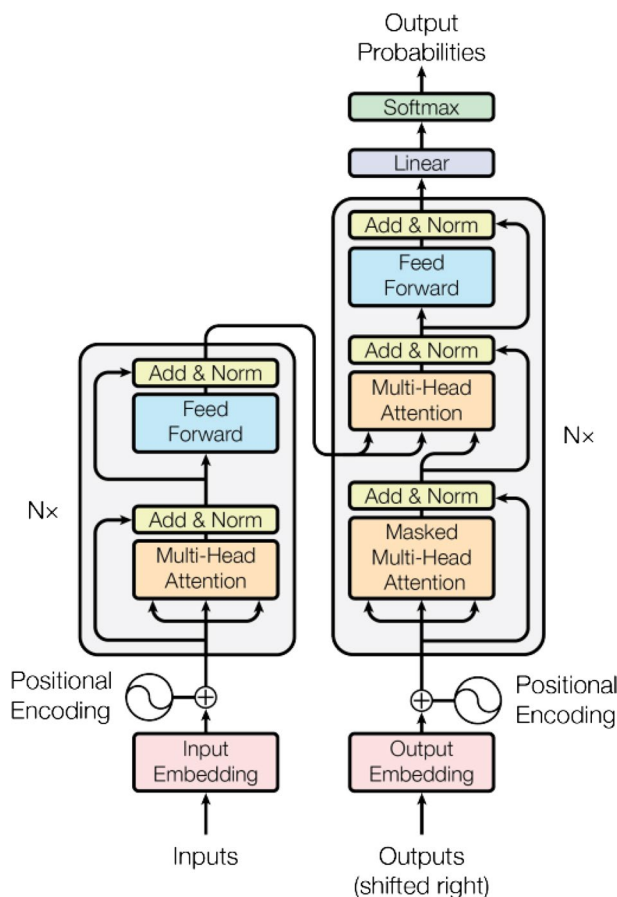 Output
Probabilities
Softmax
Linear
Add & Norm
Feed
Forward
Add & Norm
Multi-Head
Attention
Nx
Add & Norm
Masked
Multi-Head
Attention
Add & Norm
Feed
Forward
Nx
Add & Norm
Multi-Head
Attention
Positional
Encoding
Positional
Encoding
Input
Embedding
Output
Embedding
Inputs
Outputs
(shifted right)